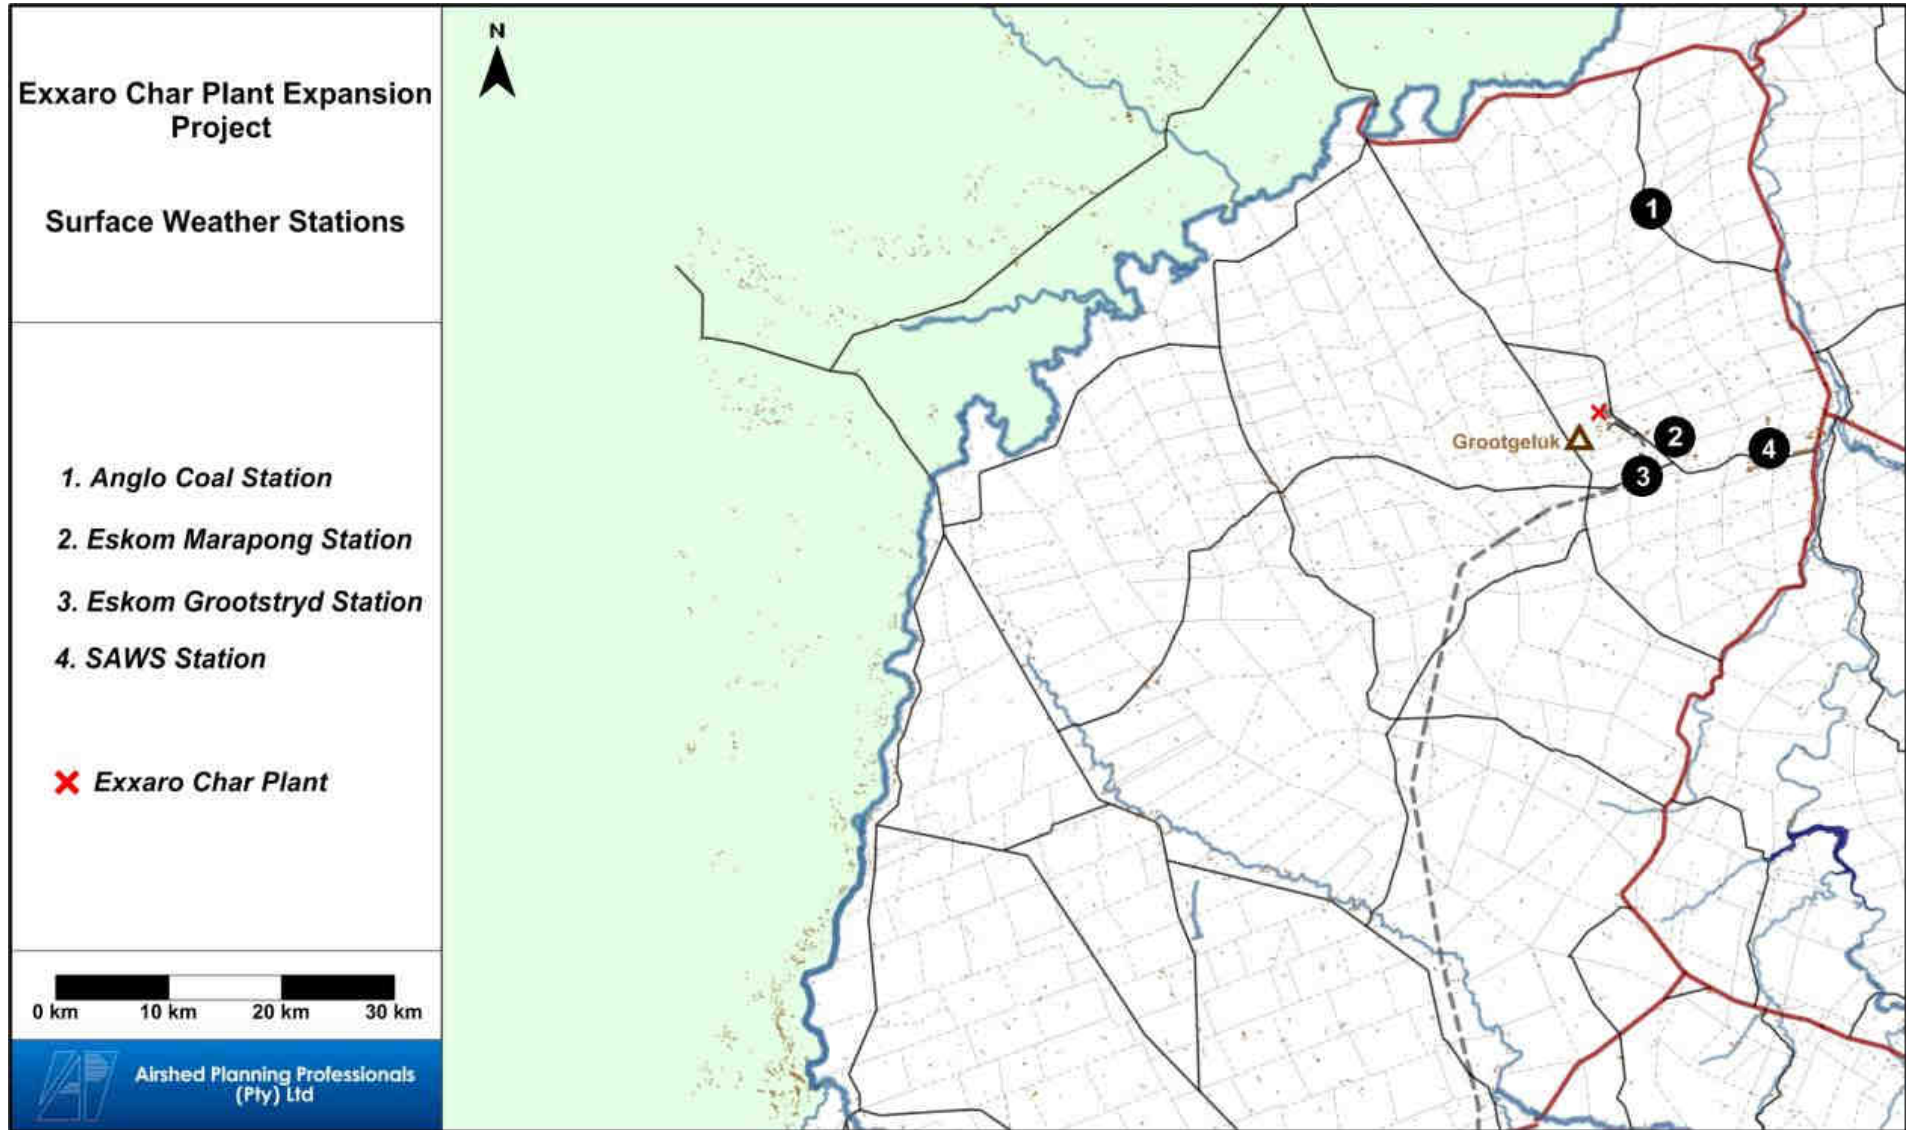 Exxaro Char Plant Expansion
Project
Surface Weather Stations
1. Anglo Coal Station
2. Eskom Marapong Station
3. Eskom Grootstryd Station
4. SAWS Station
Exxaro Char Plant
0 km 10 km 20 km 30 km
Airshed Planning Professionals
(Pty) Ltd
N
1
Grootgeluk
2
4
3